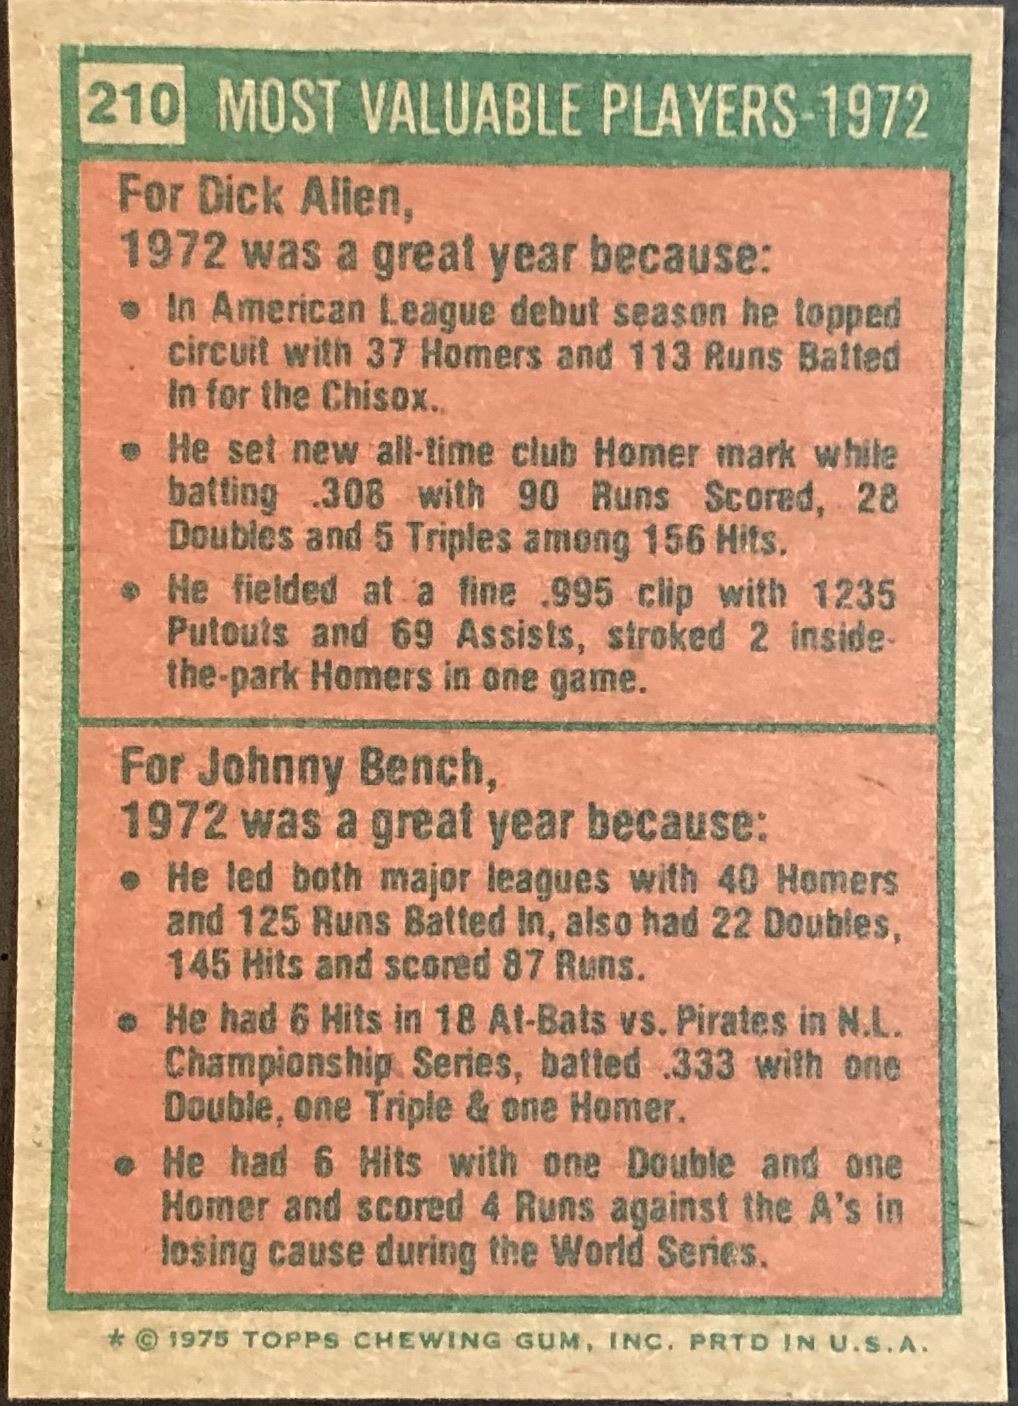 210 MOST VALUABLE PLAYERS-1972
For Dick Allen,
1972 was a great year because:
• In American League debut season he topped
circuit with 37 Homers and 113 Runs Batted
In for the Chisox.
• He set new all-time club Homer mark while
batting .308 with 90 Runs Scored, 28
Doubles and 5 Triples among 156 Hits.
• He fielded at a fine .995 clip with 1235
Putouts and 69 Assists, stroked 2 inside-
the-park Homers in one game.
For Johnny Bench,
1972 was a great year because:
• He led both major leagues with 40 Homers
and 125 Runs Batted In, also had 22 Doubles,
145 Hits and scored 87 Runs.
• He had 6 Hits in 18 At-Bats vs. Pirates in N.L.
Championship Series, batted .333 with one
Double, one Triple & one Homer.
• He had 6 Hits with one Double and one
Homer and scored 4 Runs against the A's in
losing cause during the World Series.
* © 1975 TOPPS CHEWING GUM, INC. PRTD IN U.S.A.